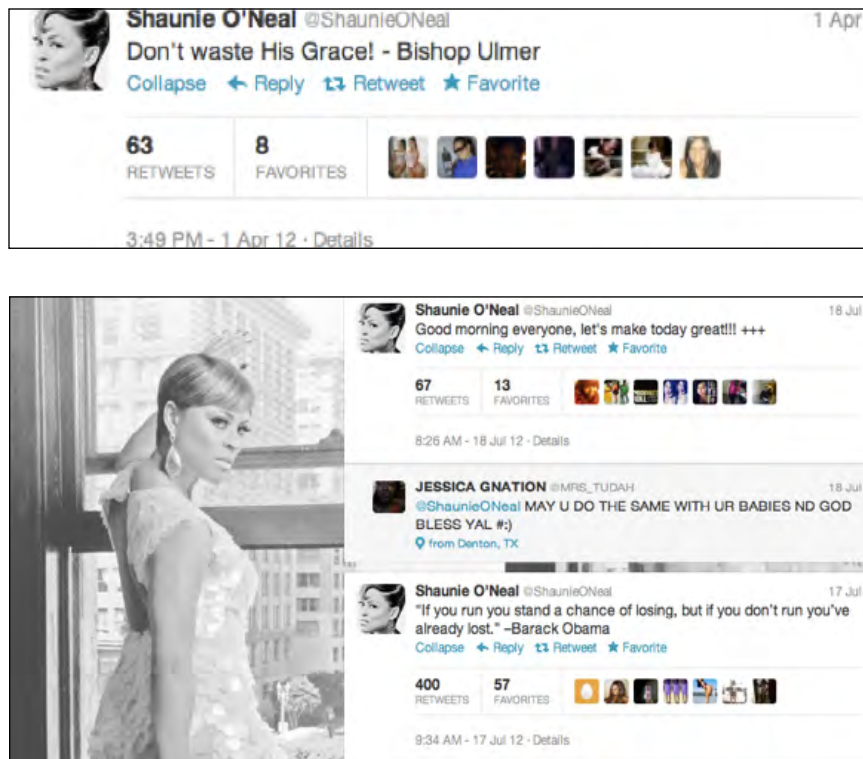 Shaunie O'Neal @ShaunieONeal 1 Apr
Don't waste His Grace! - Bishop Ulmer
Collapse Reply Retweet Favorite
63 8
RETWEETS FAVORITES
3:49 PM - 1 Apr 12 · Details
Shaunie O'Neal @ShaunieONeal 18 Jul
Good morning everyone, let's make today great!!! +++
Collapse Reply Retweet Favorite
67 13
RETWEETS FAVORITES
8:26 AM - 18 Jul 12 · Details
JESSICA GNATION @MRS_TUDAH 18 Jul
@ShaunieONeal MAY U DO THE SAME WITH UR BABIES ND GOD
BLESS YAL #:)
from Denton, TX
Shaunie O'Neal @ShaunieONeal 17 Jul
"If you run you stand a chance of losing, but if you don't run you've
already lost." –Barack Obama
Collapse Reply Retweet Favorite
400 57
RETWEETS FAVORITES
9:34 AM - 17 Jul 12 · Details